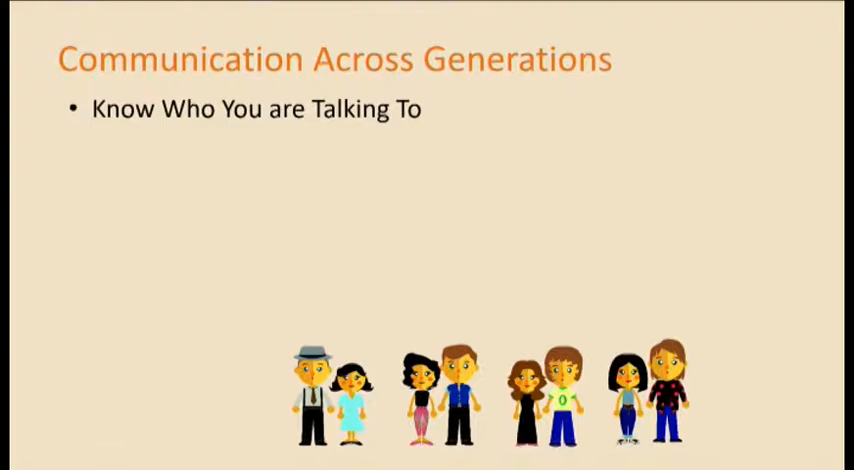 Communication Across Generations
• Know Who You are Talking To